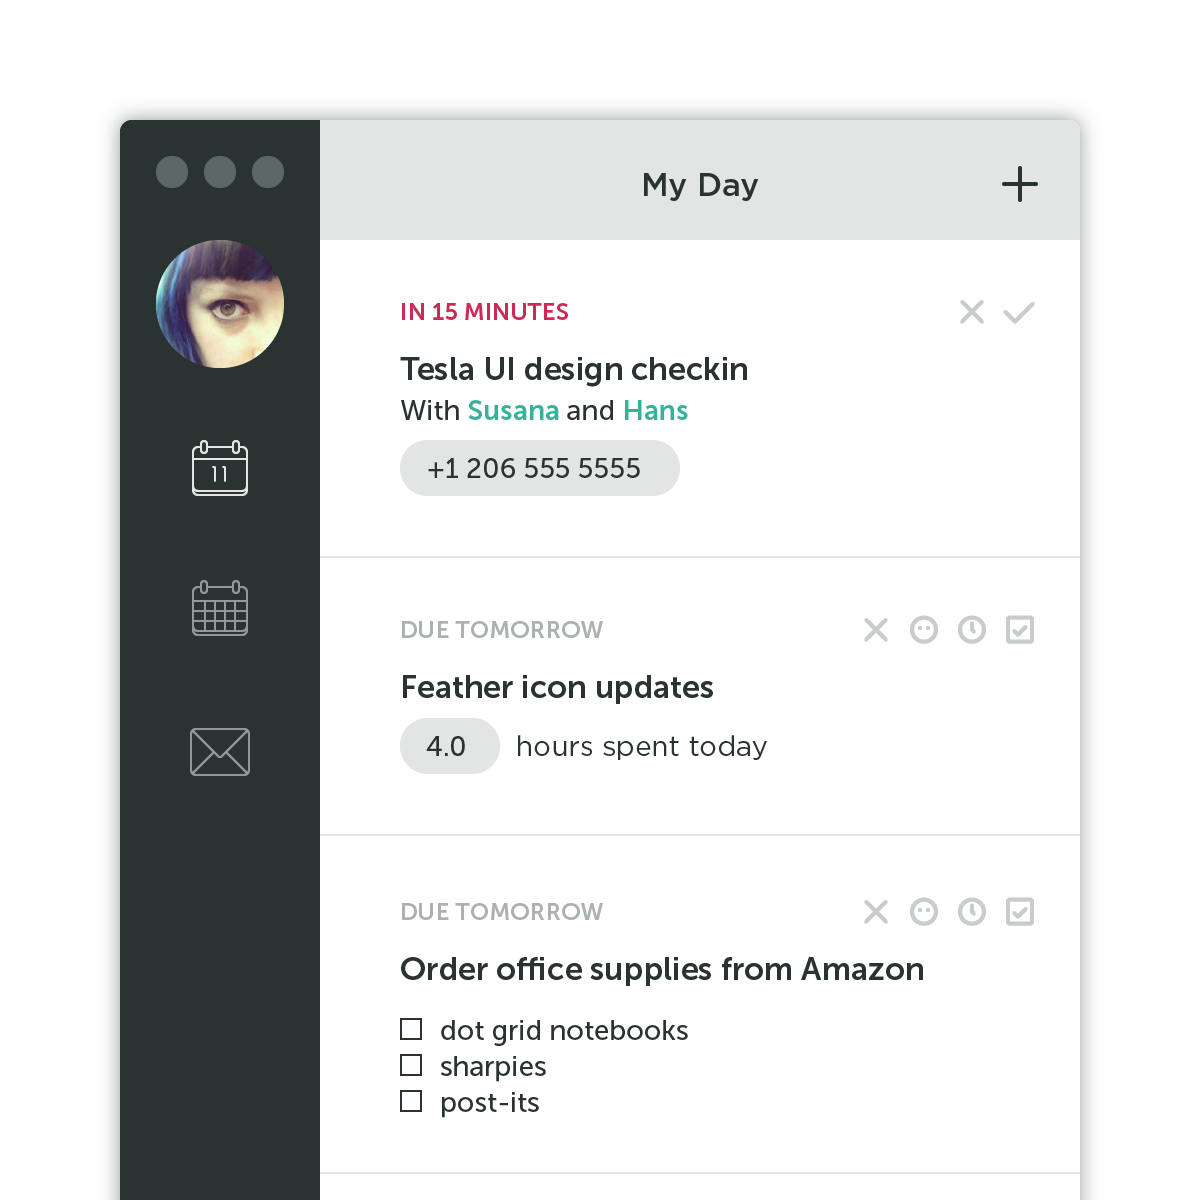 My Day
11
IN 15 MINUTES
Tesla UI design checkin
With Susana and Hans
+1 206 555 5555
DUE TOMORROW
Feather icon updates
4.0 hours spent today
DUE TOMORROW
Order office supplies from Amazon
dot grid notebooks
sharpies
post-its